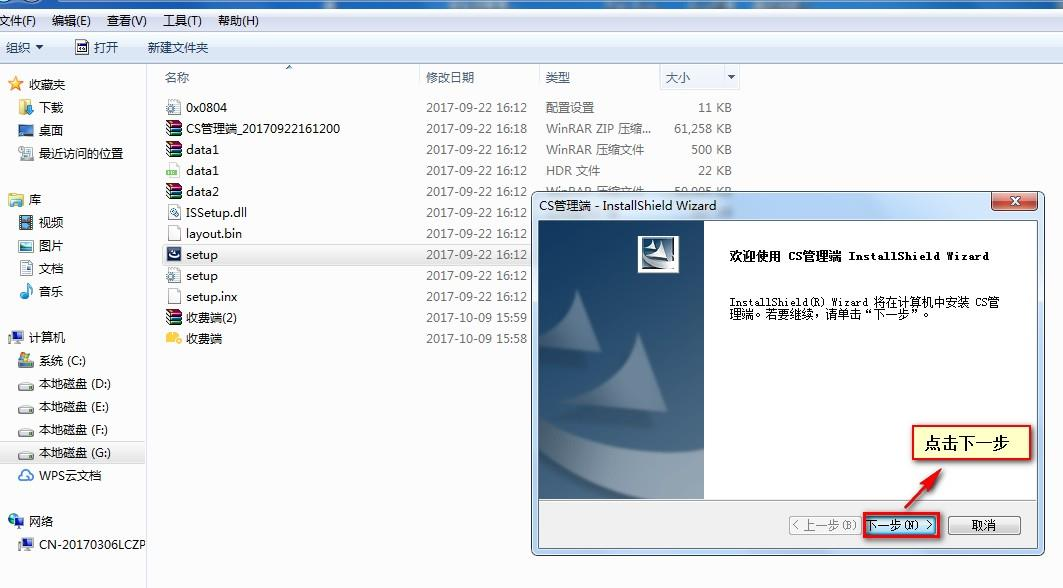 文件(F) 编辑(E) 查看(V) 工具(T) 帮助(H)
组织 打开 新建文件夹
收藏夹
下载
桌面
最近访问的位置
库
视频
图片
文档
音乐
计算机
系统 (C:)
本地磁盘 (D:)
本地磁盘 (E:)
本地磁盘 (F:)
本地磁盘 (G:)
WPS云文档
网络
CN-20170306LCZP
名称 修改日期 类型 大小
0x0804 2017-09-22 16:12 配置设置 11 KB
CS管理端_20170922161200 2017-09-22 16:18 WinRAR ZIP 压缩... 61,258 KB
data1 2017-09-22 16:12 WinRAR 压缩文件 500 KB
data1 2017-09-22 16:12 HDR 文件 22 KB
data2 2017-09-22 16:12 WinRAR 压缩文件 50,905 KB
ISSetup.dll 2017-09-22 16:12
layout.bin 2017-09-22 16:12
setup 2017-09-22 16:12
setup 2017-09-22 16:12
setup.inx 2017-09-22 16:12
收费端(2) 2017-10-09 15:59
收费端 2017-10-09 15:58
CS管理端 - InstallShield Wizard
欢迎使用 CS管理端 InstallShield Wizard
InstallShield(R) Wizard 将在计算机中安装 CS管
理端。若要继续，请单击“下一步”。
点击下一步
< 上一步(B) 下一步(N) > 取消